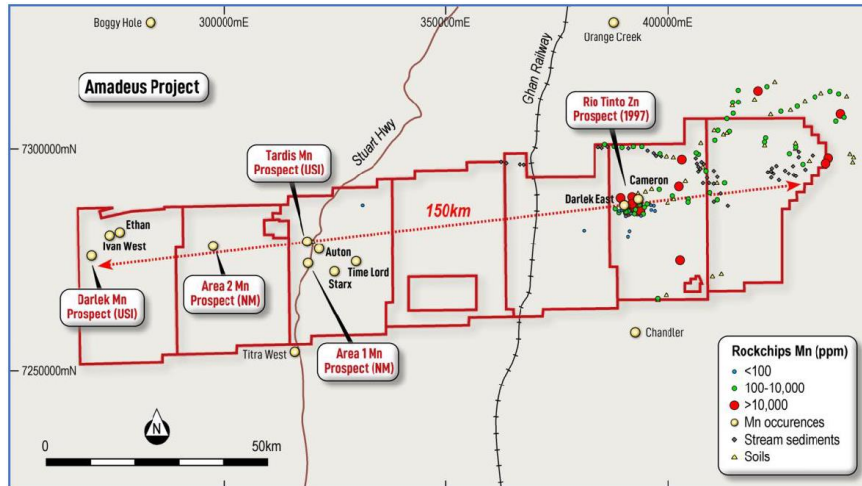 300000mE
350000mE
400000mE
Boggy Hole
Orange Creek
Amadeus Project
Ghan Railway
Stuart Hwy
Rio Tinto Zn
Prospect (1997)
Tardis Mn
Prospect (USI)
7300000mN
Cameron
Darlek East
150km
Ethan
Ivan West
Auton
Time Lord
Starx
Darlek Mn
Prospect (USI)
Area 2 Mn
Prospect (NM)
Area 1 Mn
Prospect (NM)
Titra West
Chandler
7250000mN
N
0
50km
Rockchips Mn (ppm)
<100
100-10,000
>10,000
Mn occurences
Stream sediments
Soils